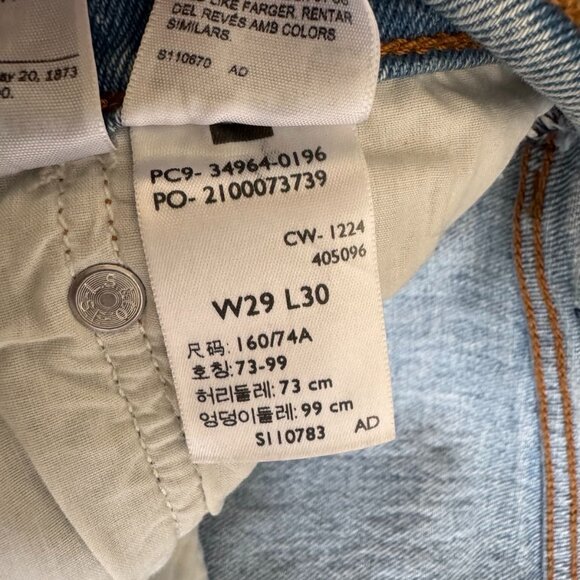 ay 20, 1873
D LIKE FARGER. RENTAR
DEL REVÉS AMB COLORS
SIMILARS.
S110670 AD
PC9- 34964-0196
PO- 2100073739
CW- 1224
405096
W29 L30
尺码: 160/74A
호칭: 73-99
허리둘레: 73 cm
엉덩이둘레: 99 cm
S110783 AD